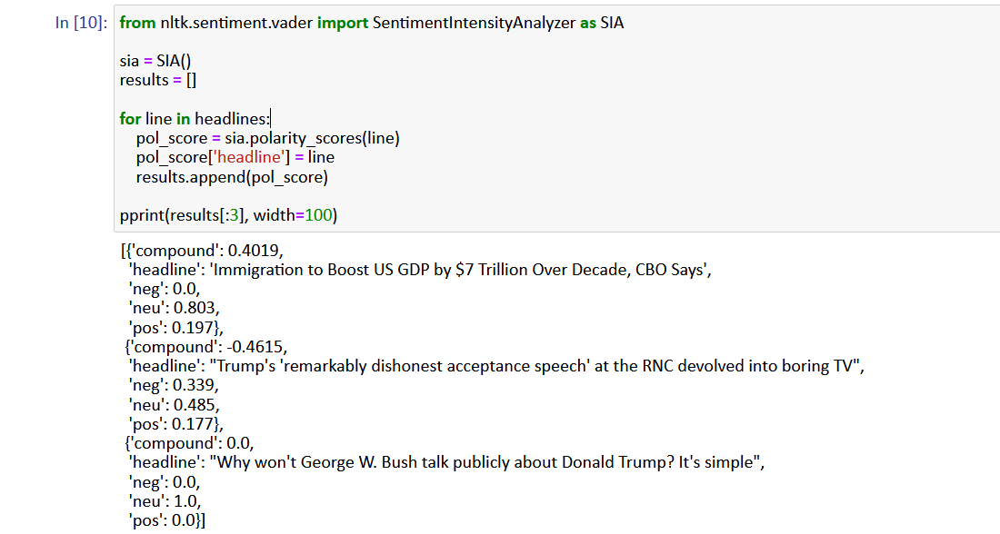 In [10]: from nltk.sentiment.vader import SentimentIntensityAnalyzer as SIA
sia = SIA()
results = []
for line in headlines:
pol_score = sia.polarity_scores(line)
pol_score['headline'] = line
results.append(pol_score)
pprint(results[:3], width=100)
[{'compound': 0.4019,
'headline': 'Immigration to Boost US GDP by $7 Trillion Over Decade, CBO Says',
'neg': 0.0,
'neu': 0.803,
'pos': 0.197},
{'compound': -0.4615,
'headline': "Trump's 'remarkably dishonest acceptance speech' at the RNC devolved into boring TV",
'neg': 0.339,
'neu': 0.485,
'pos': 0.177},
{'compound': 0.0,
'headline': "Why won't George W. Bush talk publicly about Donald Trump? It's simple",
'neg': 0.0,
'neu': 1.0,
'pos': 0.0}]